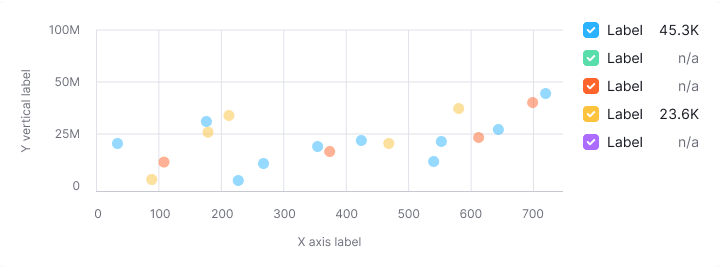 100M
50M
25M
0
Y vertical label
0 100 200 300 400 500 600 700
X axis label
Label 45.3K
Label n/a
Label n/a
Label 23.6K
Label n/a